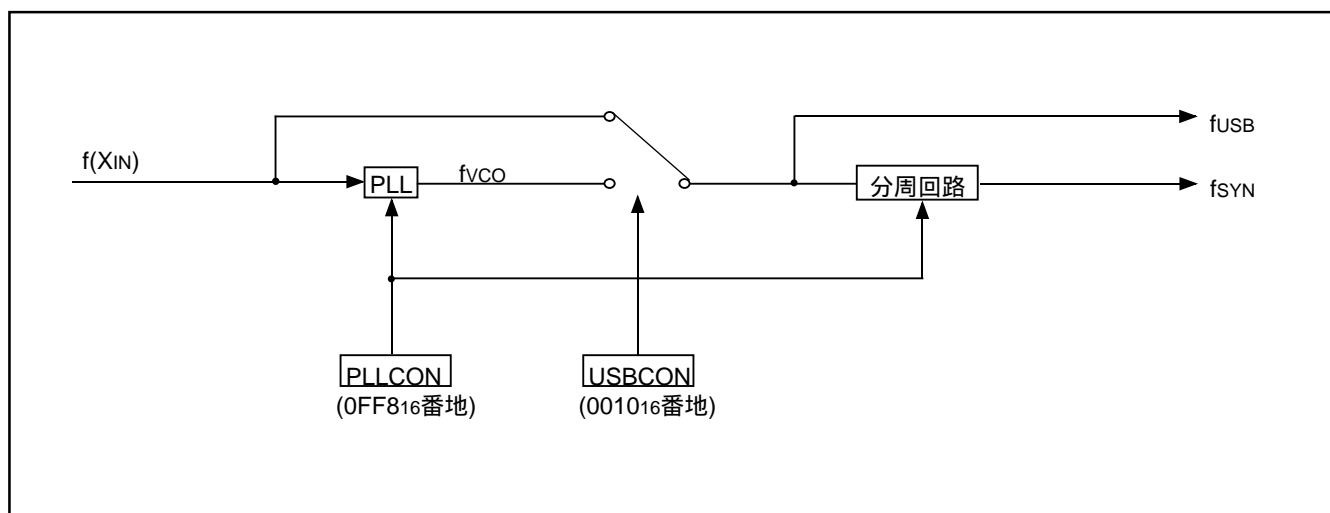 fUSB
f(XIN)
PLL
fVCO
分周回路
fSYN
PLLCON
(0FF816番地)
USBCON
(001016番地)